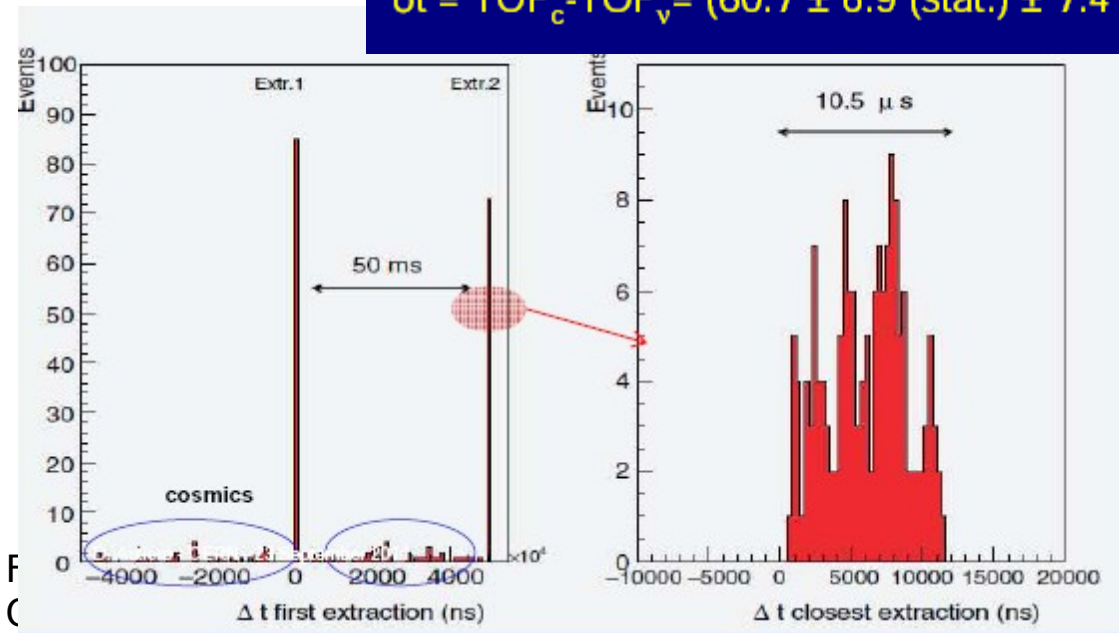 δt = TOFc-TOFν= (60.7 ± 6.9 (stat.) ± 7.4
Events
100
90
80
70
60
50
40
30
20
10
0
Extr.1
Extr.2
50 ms
cosmics
−4000 −2000 0 2000 4000
×10⁴
Δ t first extraction (ns)
Events
10
8
6
4
2
0
10.5 μ s
−10000 −5000 0 5000 10000 15000 20000
Δ t closest extraction (ns)